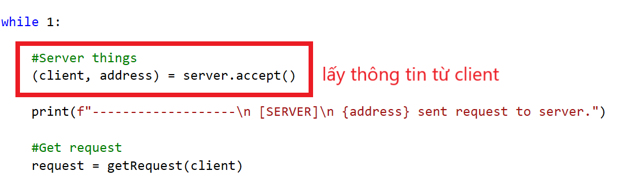 while 1:
#Server things
(client, address) = server.accept()
lấy thông tin từ client
print(f"-------------------\n [SERVER]\n {address} sent request to server.")
#Get request
request = getRequest(client)